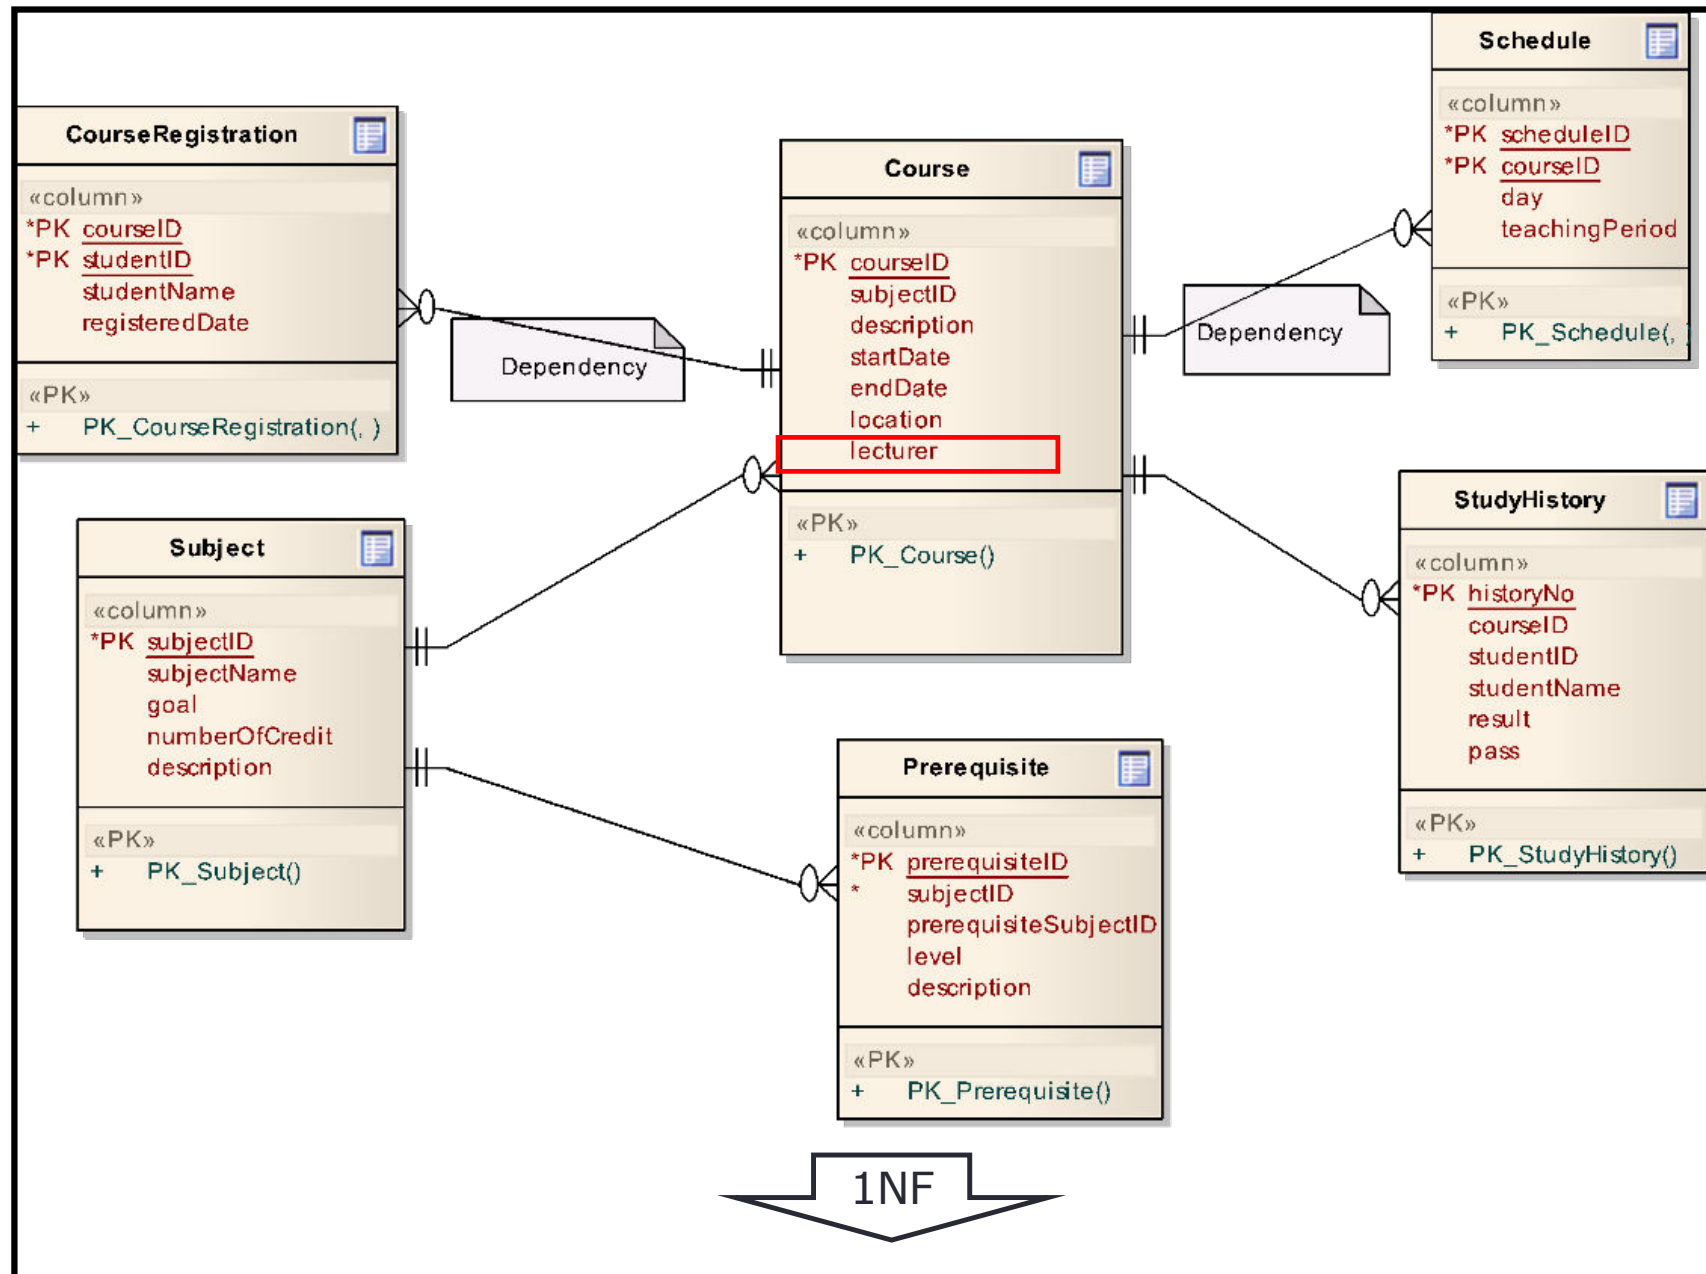 Schedule
«column»
*PK scheduleID
*PK courseID
day
teachingPeriod
«PK»
+ PK_Schedule(, )
CourseRegistration
«column»
*PK courseID
*PK studentID
studentName
registeredDate
«PK»
+ PK_CourseRegistration(, )
Dependency
Course
«column»
*PK courseID
subjectID
description
startDate
endDate
location
lecturer
«PK»
+ PK_Course()
Dependency
Subject
«column»
*PK subjectID
subjectName
goal
numberOfCredit
description
«PK»
+ PK_Subject()
StudyHistory
«column»
*PK historyNo
courseID
studentID
studentName
result
pass
«PK»
+ PK_StudyHistory()
Prerequisite
«column»
*PK prerequisiteID
* subjectID
prerequisiteSubjectID
level
description
«PK»
+ PK_Prerequisite()
1NF